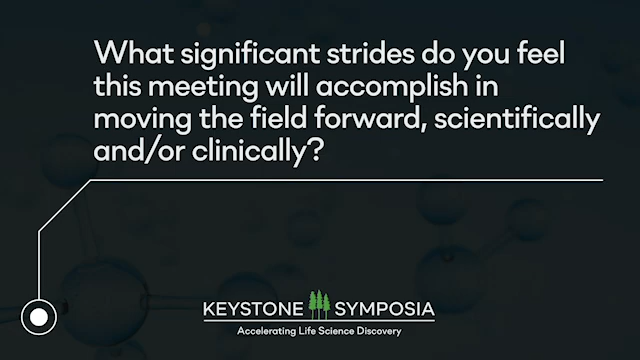 What significant strides do you feel
this meeting will accomplish in
moving the field forward, scientifically
and/or clinically?
KEYSTONE SYMPOSIA
Accelerating Life Science Discovery